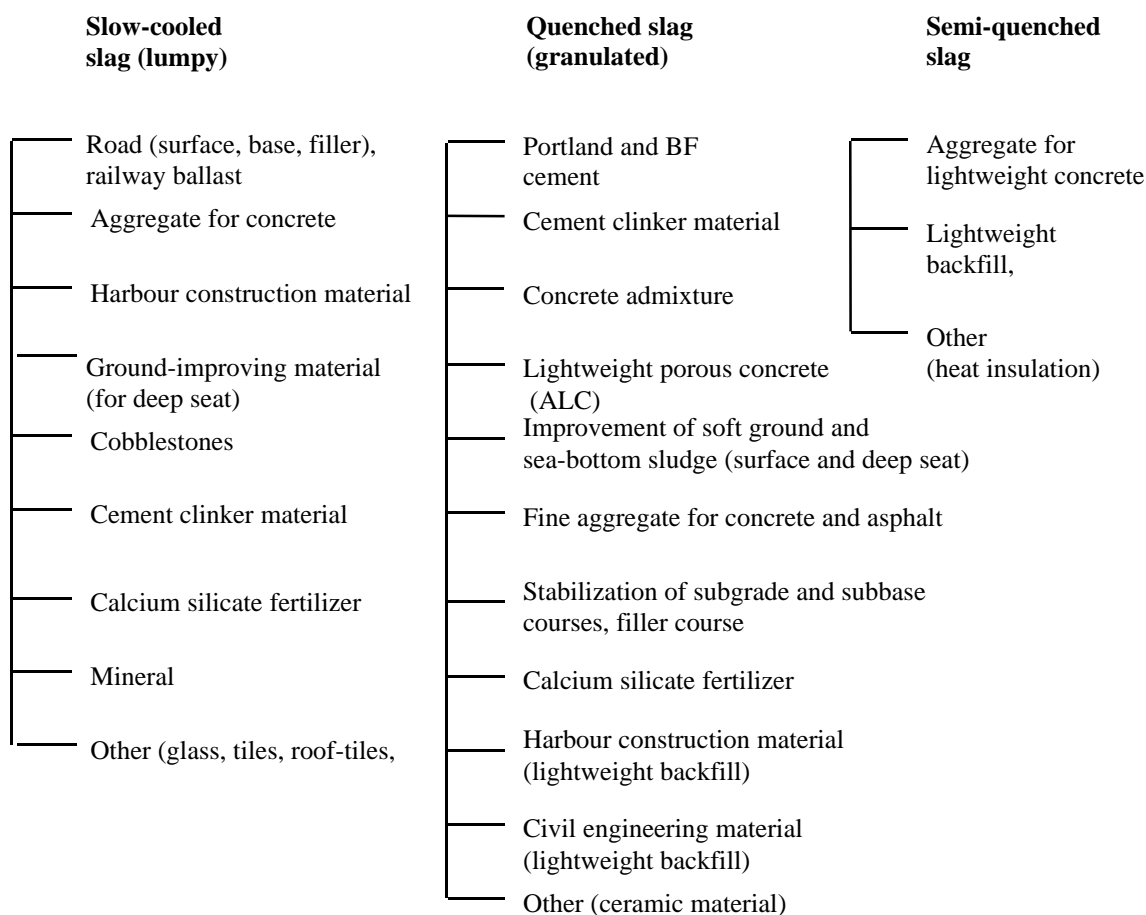 Slow-cooled
slag (lumpy)
Road (surface, base, filler),
railway ballast
Aggregate for concrete
Harbour construction material
Ground-improving material
(for deep seat)
Cobblestones
Cement clinker material
Calcium silicate fertilizer
Mineral
Other (glass, tiles, roof-tiles,
Quenched slag
(granulated)
Portland and BF
cement
Cement clinker material
Concrete admixture
Lightweight porous concrete
(ALC)
Improvement of soft ground and
sea-bottom sludge (surface and deep seat)
Fine aggregate for concrete and asphalt
Stabilization of subgrade and subbase
courses, filler course
Calcium silicate fertilizer
Harbour construction material
(lightweight backfill)
Civil engineering material
(lightweight backfill)
Other (ceramic material)
Semi-quenched
slag
Aggregate for
lightweight concrete
Lightweight
backfill,
Other
(heat insulation)